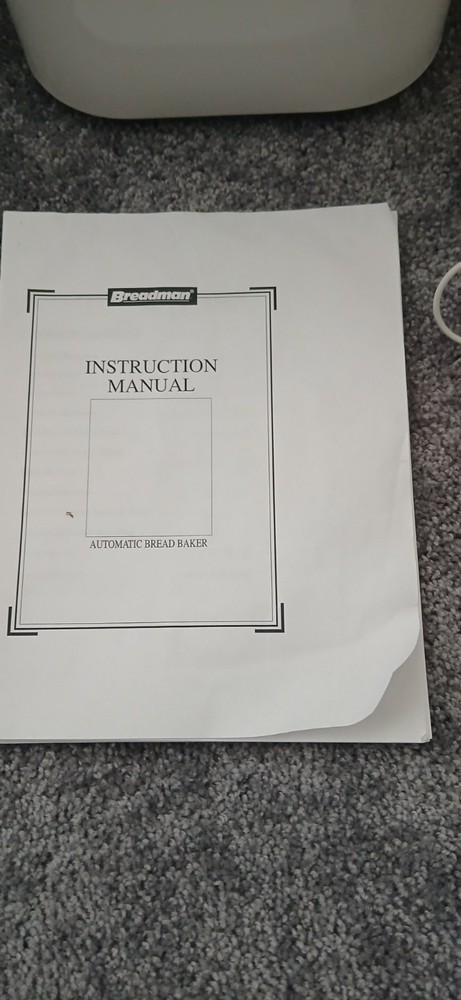 Breadman®
INSTRUCTION
MANUAL
AUTOMATIC BREAD BAKER